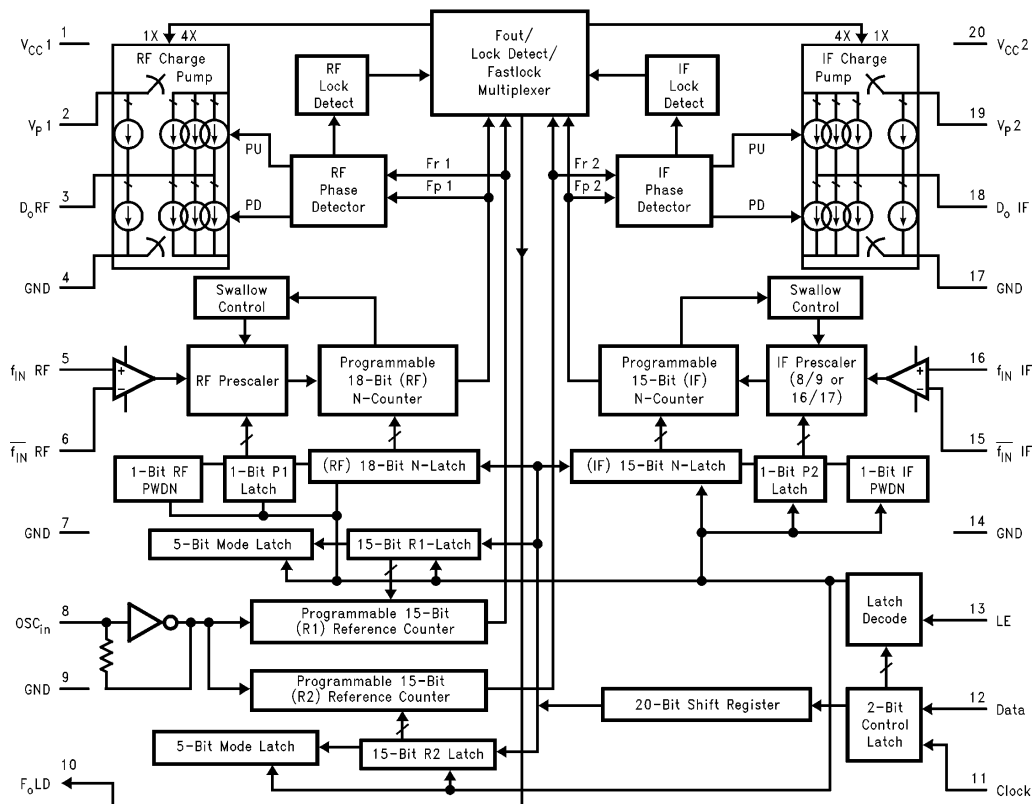 1
V_CC 1
1X 4X
RF Charge
Pump
2
V_P 1
3
D_o RF
4
GND
PU
PD
RF
Lock
Detect
RF
Phase
Detector
Fout/
Lock Detect/
Fastlock
Multiplexer
Fr 1
Fp 1
Fr 2
Fp 2
IF
Lock
Detect
IF
Phase
Detector
PU
PD
4X 1X
IF Charge
Pump
20
V_CC 2
19
V_P 2
18
D_o IF
17
GND
Swallow
Control
5
f_IN RF
+
−
RF Prescaler
Programmable
18-Bit (RF)
N-Counter
6
f̅_IN̅ RF
Swallow
Control
Programmable
15-Bit (IF)
N-Counter
IF Prescaler
(8/9 or
16/17)
+
−
16
f_IN IF
15
f̅_IN̅ IF
1-Bit RF
PWDN
1-Bit P1
Latch
(RF) 18-Bit N-Latch
(IF) 15-Bit N-Latch
1-Bit P2
Latch
1-Bit IF
PWDN
7
GND
14
GND
5-Bit Mode Latch
15-Bit R1-Latch
8
OSC_in
Programmable 15-Bit
(R1) Reference Counter
Latch
Decode
13
LE
9
GND
Programmable 15-Bit
(R2) Reference Counter
20-Bit Shift Register
2-Bit
Control
Latch
12
Data
5-Bit Mode Latch
15-Bit R2 Latch
10
F_o LD
11
Clock